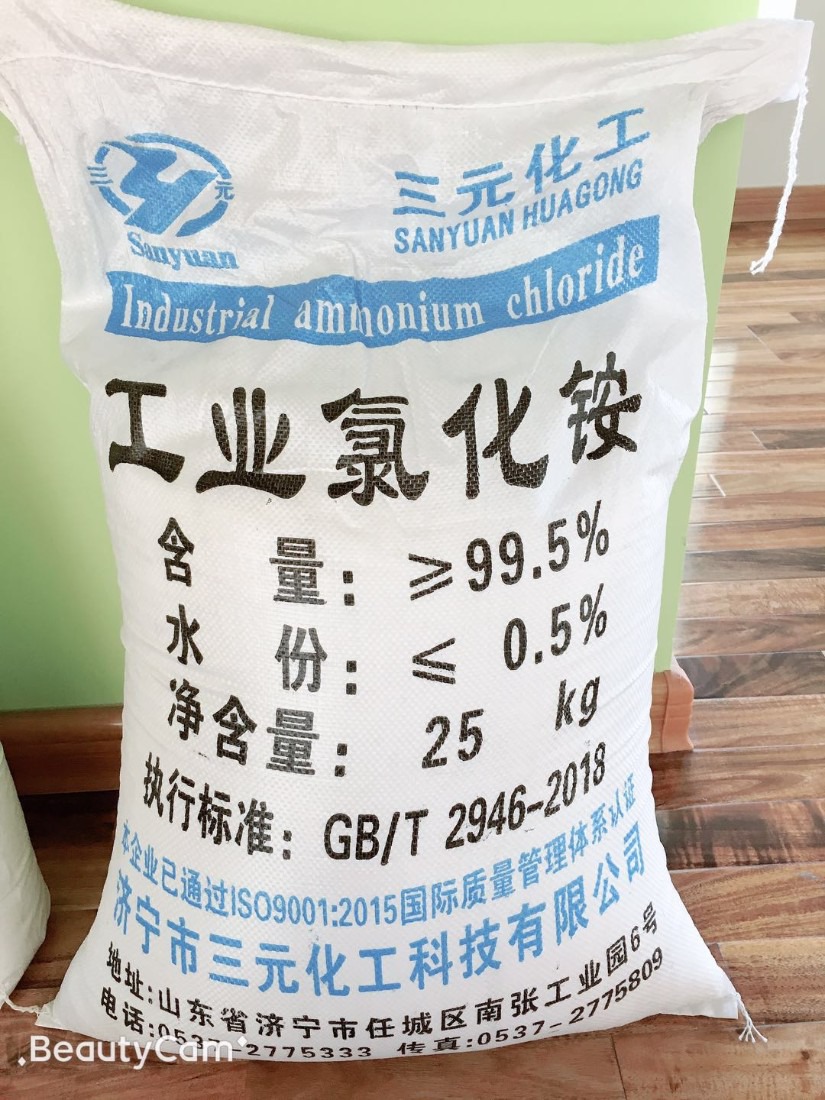 三元
Sanyuan
三元化工
SANYUAN HUAGONG
Industrial ammonium chloride
工业氯化铵
含量：≥99.5%
水份：≤ 0.5%
净含量：25 kg
执行标准：GB/T 2946-2018
本企业已通过ISO9001:2015国际质量管理体系认证
济宁市三元化工科技有限公司
地址:山东省济宁市任城区南张工业园6号
电话:0537-2775333 传真:0537-2775809
BeautyCam